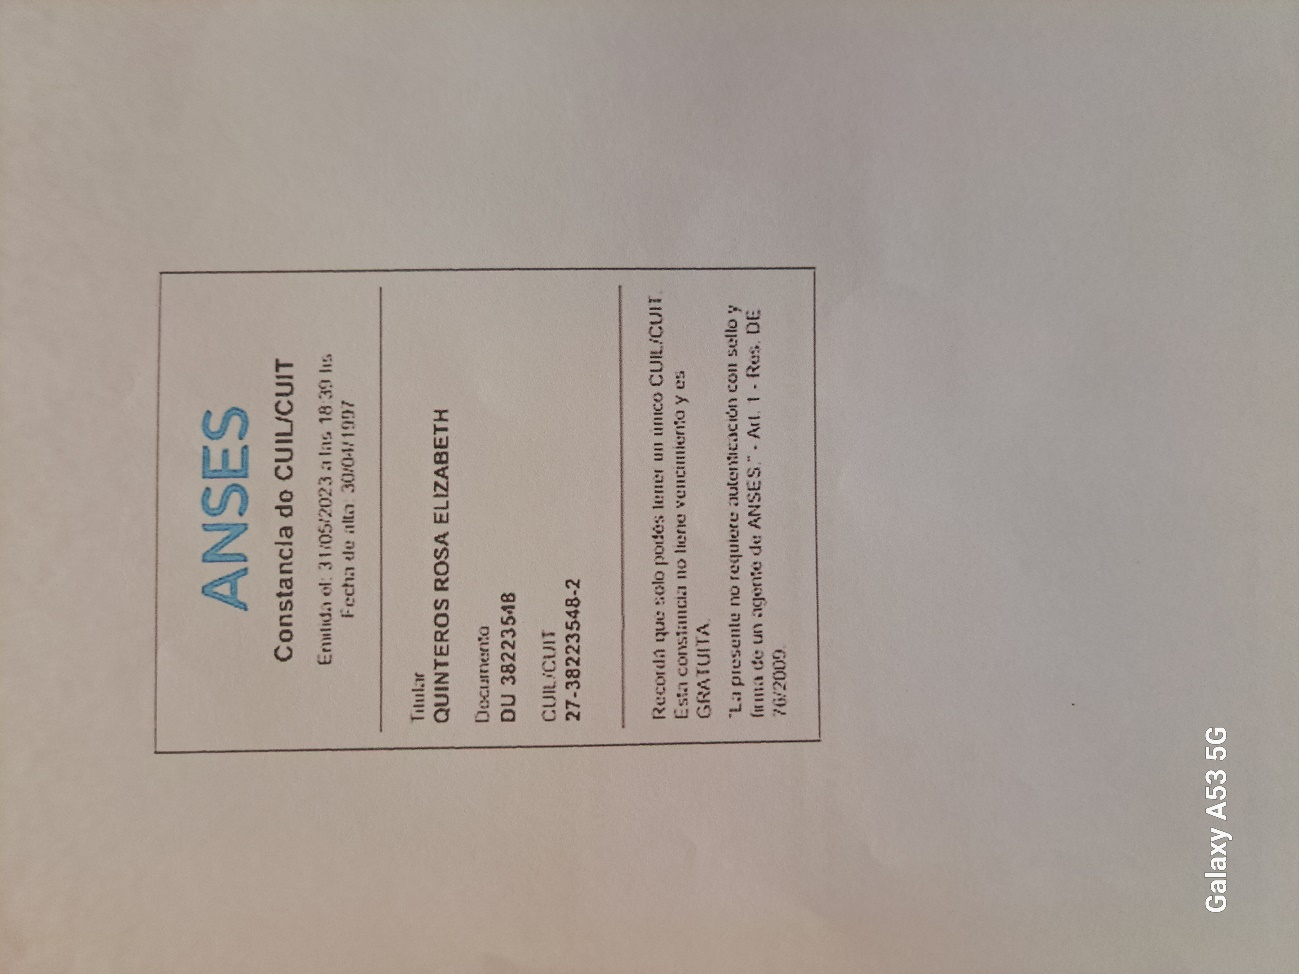 ANSES
Constancia de CUIL/CUIT
Emitida el: 31/05/2023 a las 18:39 hs
Fecha de alta: 30/04/1997
Titular
QUINTEROS ROSA ELIZABETH
Documento
DU 38223548
CUIL/CUIT
27-38223548-2
Recordá que solo podés tener un único CUIL/CUIT.
Esta constancia no tiene vencimiento y es
GRATUITA.
"La presente no requiere autenticación con sello y
firma de un agente de ANSES." - Art. 1 - Res. DE
76/2009.
Galaxy A53 5G